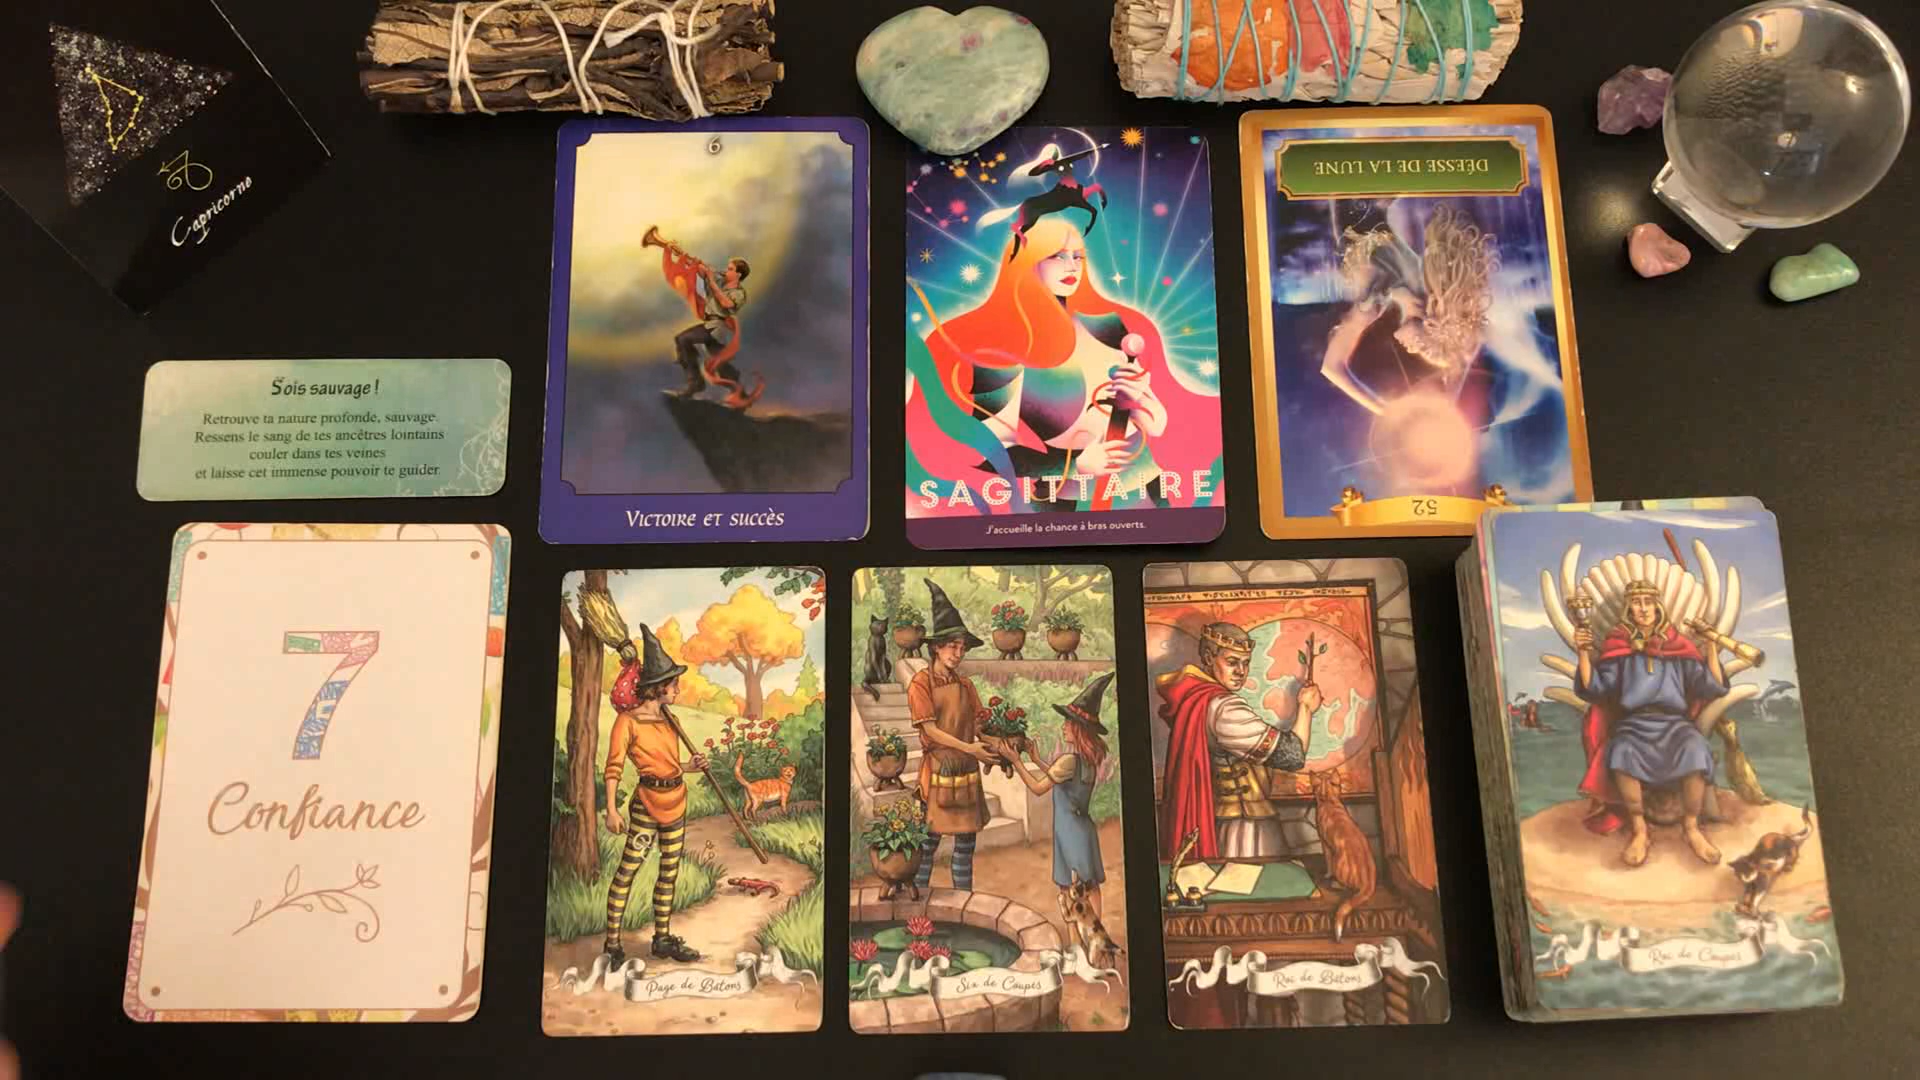 Capricorne
6
Victoire et succès
SAGITTAIRE
J'accueille la chance à bras ouverts.
DÉESSE DE LA LUNE
52
Sois sauvage !
Retrouve ta nature profonde, sauvage.
Ressens le sang de tes ancêtres lointains
couler dans tes veines
et laisse cet immense pouvoir te guider.
7
Confiance
Page de Bâtons
Six de Coupes
Roi de Bâtons
Roi de Coupes